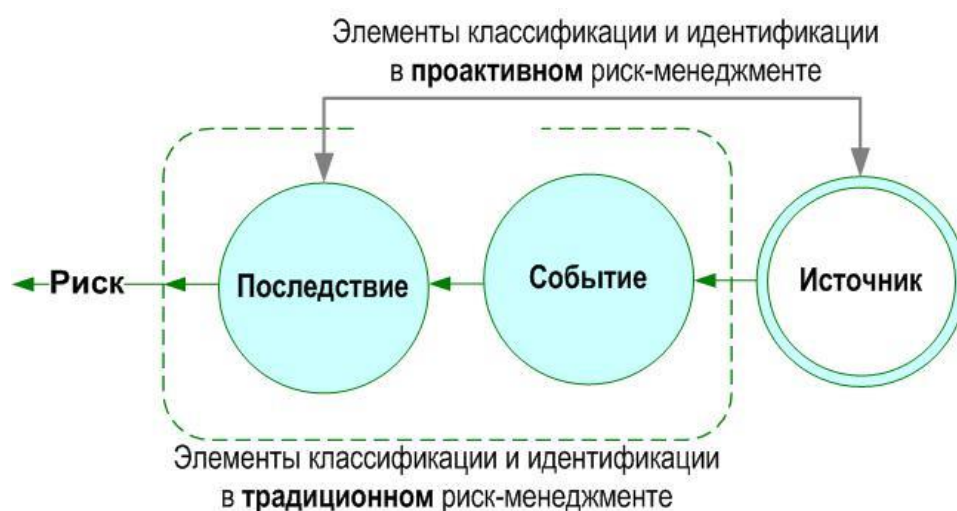 Элементы классификации и идентификации
в проактивном риск-менеджменте
Риск
Последствие
Событие
Источник
Элементы классификации и идентификации
в традиционном риск-менеджменте